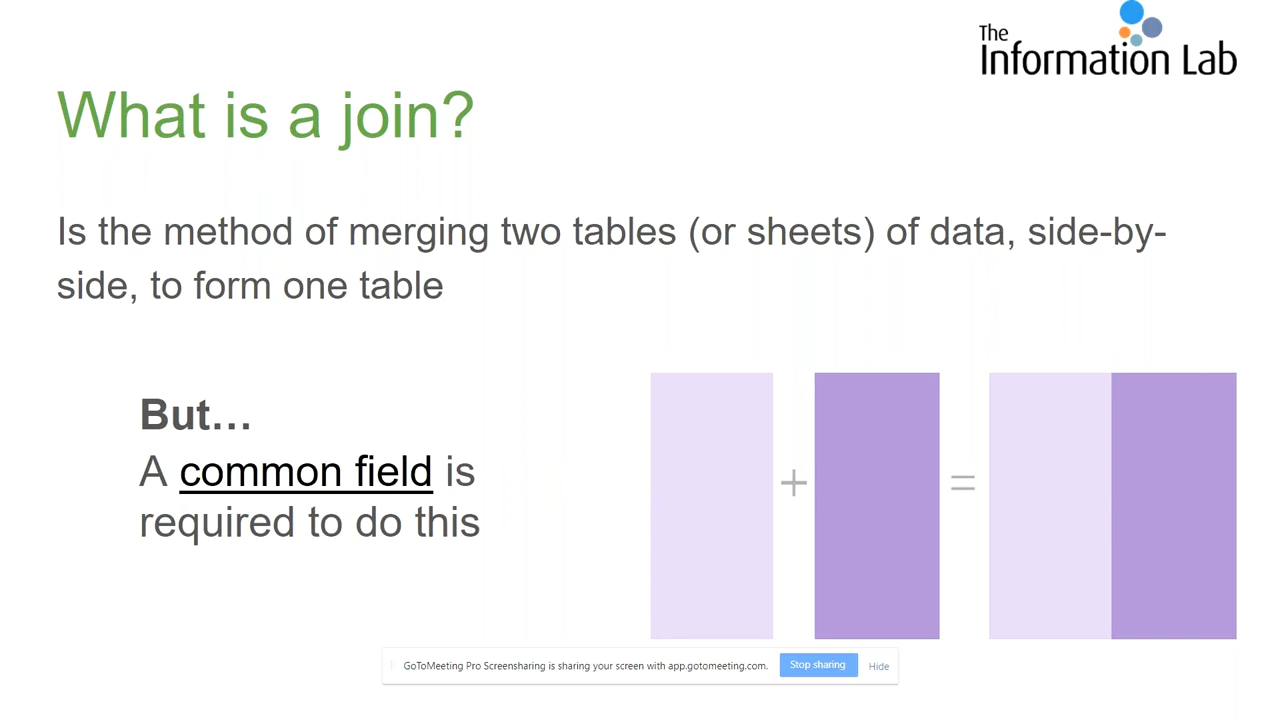 The
Information Lab
What is a join?
Is the method of merging two tables (or sheets) of data, side-by-
side, to form one table
But…
A common field is
required to do this
+
=
GoToMeeting Pro Screensharing is sharing your screen with app.gotomeeting.com. Stop sharing Hide